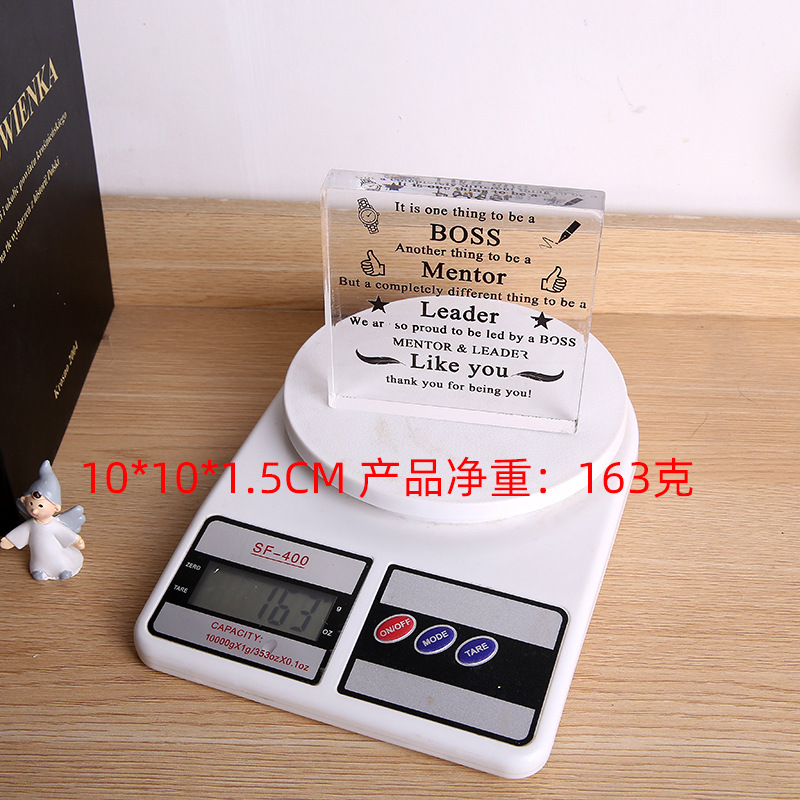 OWIENKA
Krosno 2004
It is one thing to be a
BOSS
Another thing to be a
Mentor
But a completely different thing to be a
Leader
We ar so proud to be led by a BOSS
MENTOR & LEADER
Like you
thank you for being you!
10*10*1.5CM 产品净重：163克
SF-400
ZERO
TARE
163
g
OZ
CAPACITY:
10000gX1g/353ozX0.1oz
ON/OFF
MODE
TARE